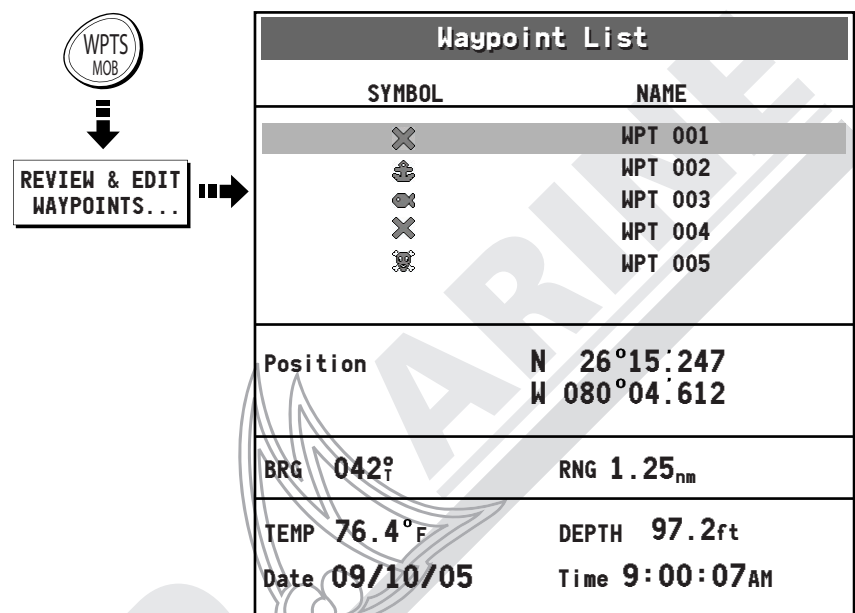 WPTS
MOB
REVIEW & EDIT
WAYPOINTS...
Waypoint List
SYMBOL NAME
WPT 001
WPT 002
WPT 003
WPT 004
WPT 005
Position N 26°15.'247
W 080°04.'612
BRG 042°T RNG 1.25nm
TEMP 76.4°F DEPTH 97.2ft
Date 09/10/05 Time 9:00:07AM
ARINE